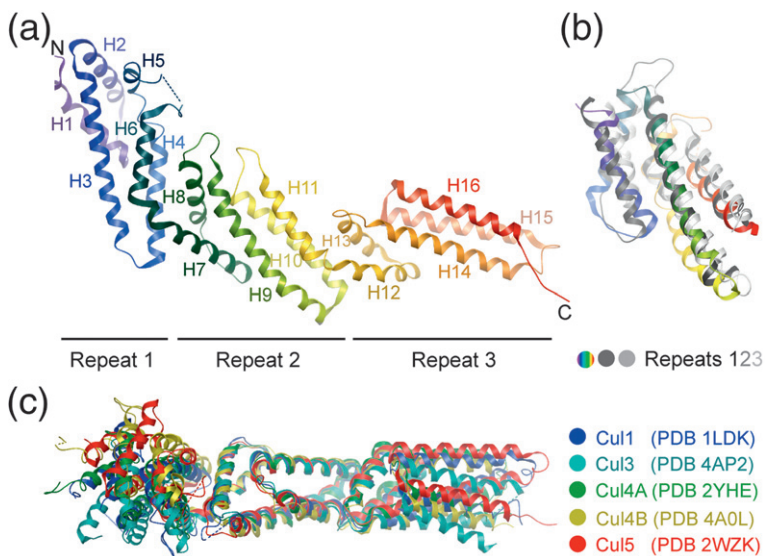 (a)
N
H2
H5
H1
H6
H4
H3
H8
H11
H7
H10
H9
H13
H12
H16
H15
H14
C
Repeat 1
Repeat 2
Repeat 3
(b)
Repeats 123
(c)
Cul1 (PDB 1LDK)
Cul3 (PDB 4AP2)
Cul4A (PDB 2YHE)
Cul4B (PDB 4A0L)
Cul5 (PDB 2WZK)